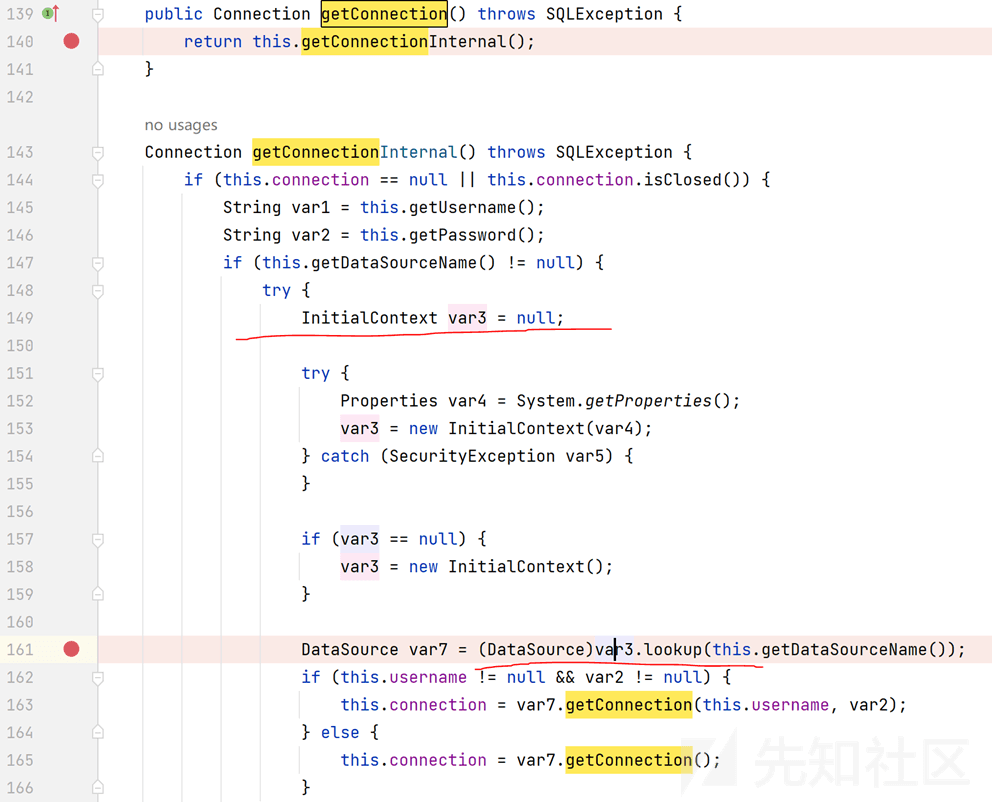 139 public Connection getConnection() throws SQLException {
140 return this.getConnectionInternal();
141 }
142
no usages
143 Connection getConnectionInternal() throws SQLException {
144 if (this.connection == null || this.connection.isClosed()) {
145 String var1 = this.getUsername();
146 String var2 = this.getPassword();
147 if (this.getDataSourceName() != null) {
148 try {
149 InitialContext var3 = null;
150
151 try {
152 Properties var4 = System.getProperties();
153 var3 = new InitialContext(var4);
154 } catch (SecurityException var5) {
155 }
156
157 if (var3 == null) {
158 var3 = new InitialContext();
159 }
160
161 DataSource var7 = (DataSource)var3.lookup(this.getDataSourceName());
162 if (this.username != null && var2 != null) {
163 this.connection = var7.getConnection(this.username, var2);
164 } else {
165 this.connection = var7.getConnection();
166 }
先知社区